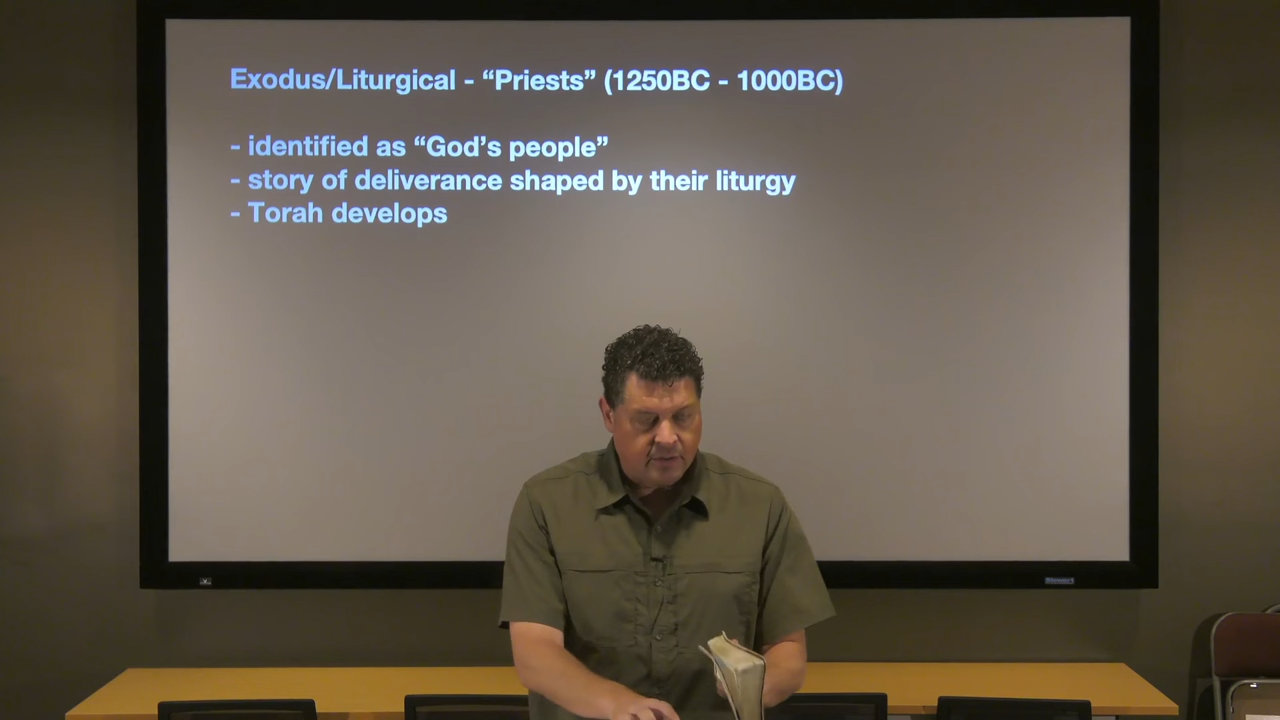 Exodus/Liturgical - “Priests” (1250BC - 1000BC)
- identified as “God’s people”
- story of deliverance shaped by their liturgy
- Torah develops